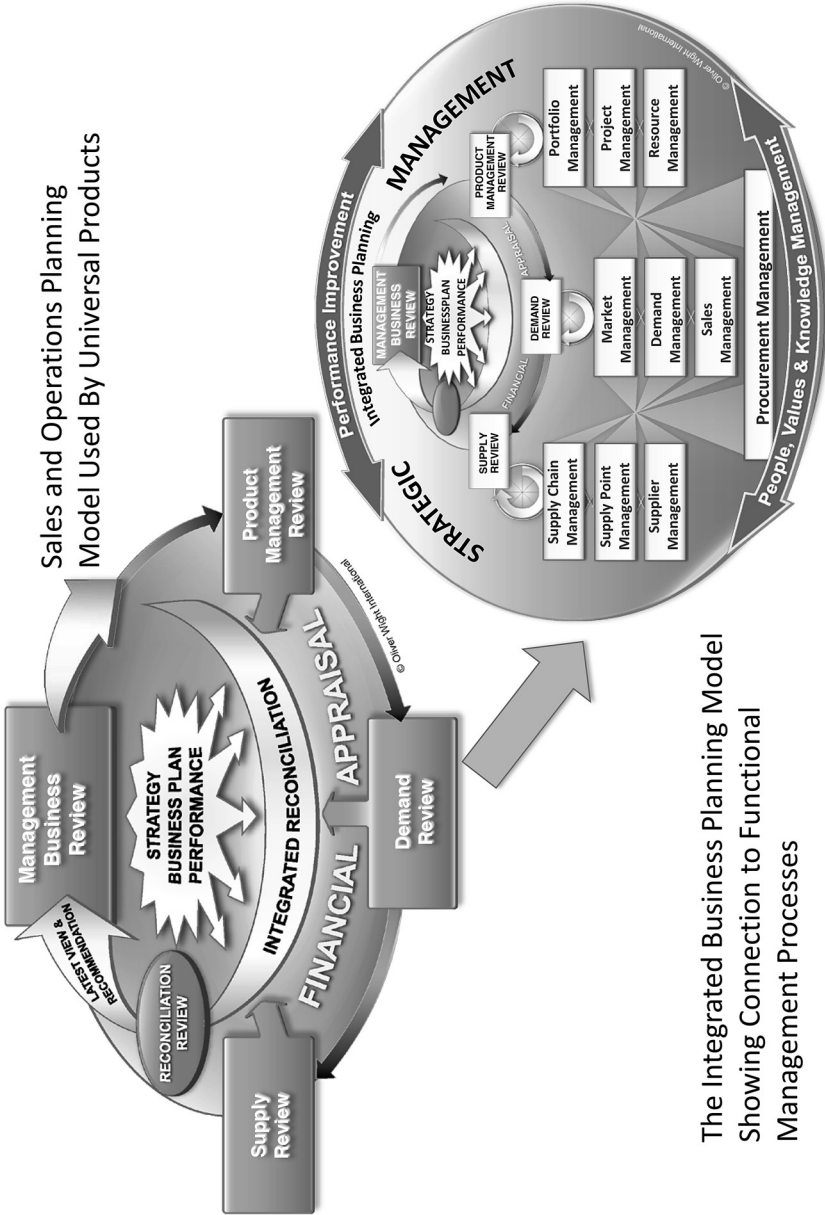 Sales and Operations Planning
Model Used By Universal Products
Management
Business
Review
LATEST VIEW &
RECOMMENDATION
RECONCILIATION
REVIEW
STRATEGY
BUSINESS PLAN
PERFORMANCE
INTEGRATED RECONCILIATION
FINANCIAL APPRAISAL
Supply
Review
Demand
Review
Product
Management
Review
© Oliver Wight International
Performance Improvement
Integrated Business Planning
STRATEGIC MANAGEMENT
MANAGEMENT
BUSINESS
REVIEW
STRATEGY
BUSINESSPLAN
PERFORMANCE
FINANCIAL APPRAISAL
SUPPLY
REVIEW
DEMAND
REVIEW
PRODUCT
MANAGEMENT
REVIEW
Supply Chain
Management
Supply Point
Management
Supplier
Management
Market
Management
Demand
Management
Sales
Management
Portfolio
Management
Project
Management
Resource
Management
Procurement Management
People, Values & Knowledge Management
© Oliver Wight International
The Integrated Business Planning Model
Showing Connection to Functional
Management Processes